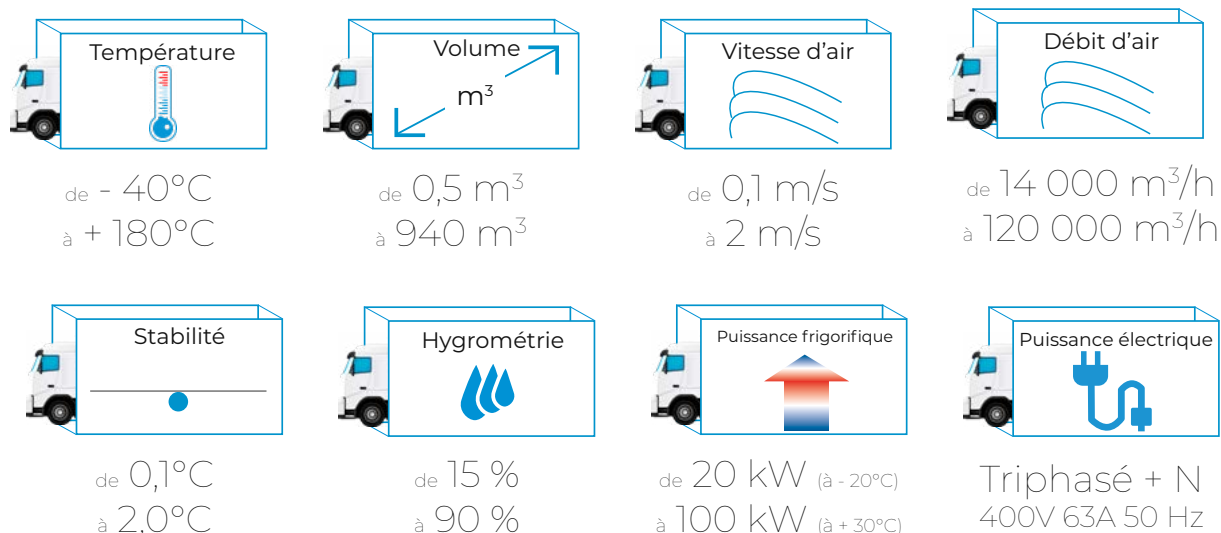 Température
de - 40°C
à + 180°C
Volume
m³
de 0,5 m³
à 940 m³
Vitesse d'air
de 0,1 m/s
à 2 m/s
Débit d'air
de 14 000 m³/h
à 120 000 m³/h
Stabilité
de 0,1°C
à 2,0°C
Hygrométrie
de 15 %
à 90 %
Puissance frigorifique
de 20 kW (à - 20°C)
à 100 kW (à + 30°C)
Puissance électrique
Triphasé + N
400V 63A 50 Hz